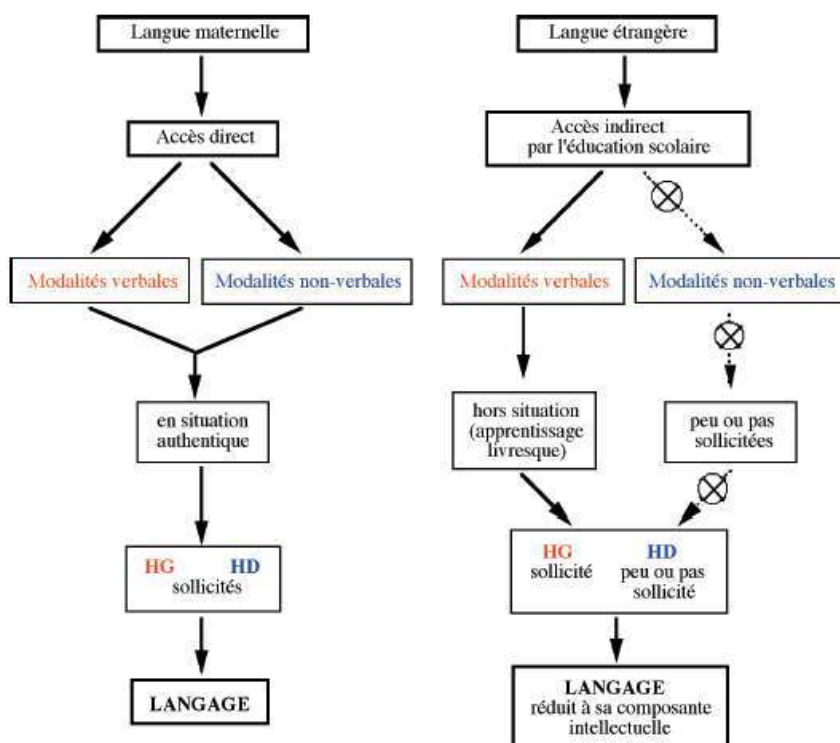 Langue maternelle
Accès direct
Modalités verbales
Modalités non-verbales
en situation
authentique
HG HD
sollicités
LANGAGE
Langue étrangère
Accès indirect
par l'éducation scolaire
Modalités verbales
Modalités non-verbales
hors situation
(apprentissage
livresque)
peu ou pas
sollicitées
HG HD
sollicité peu ou pas
sollicité
LANGAGE
réduit à sa composante
intellectuelle